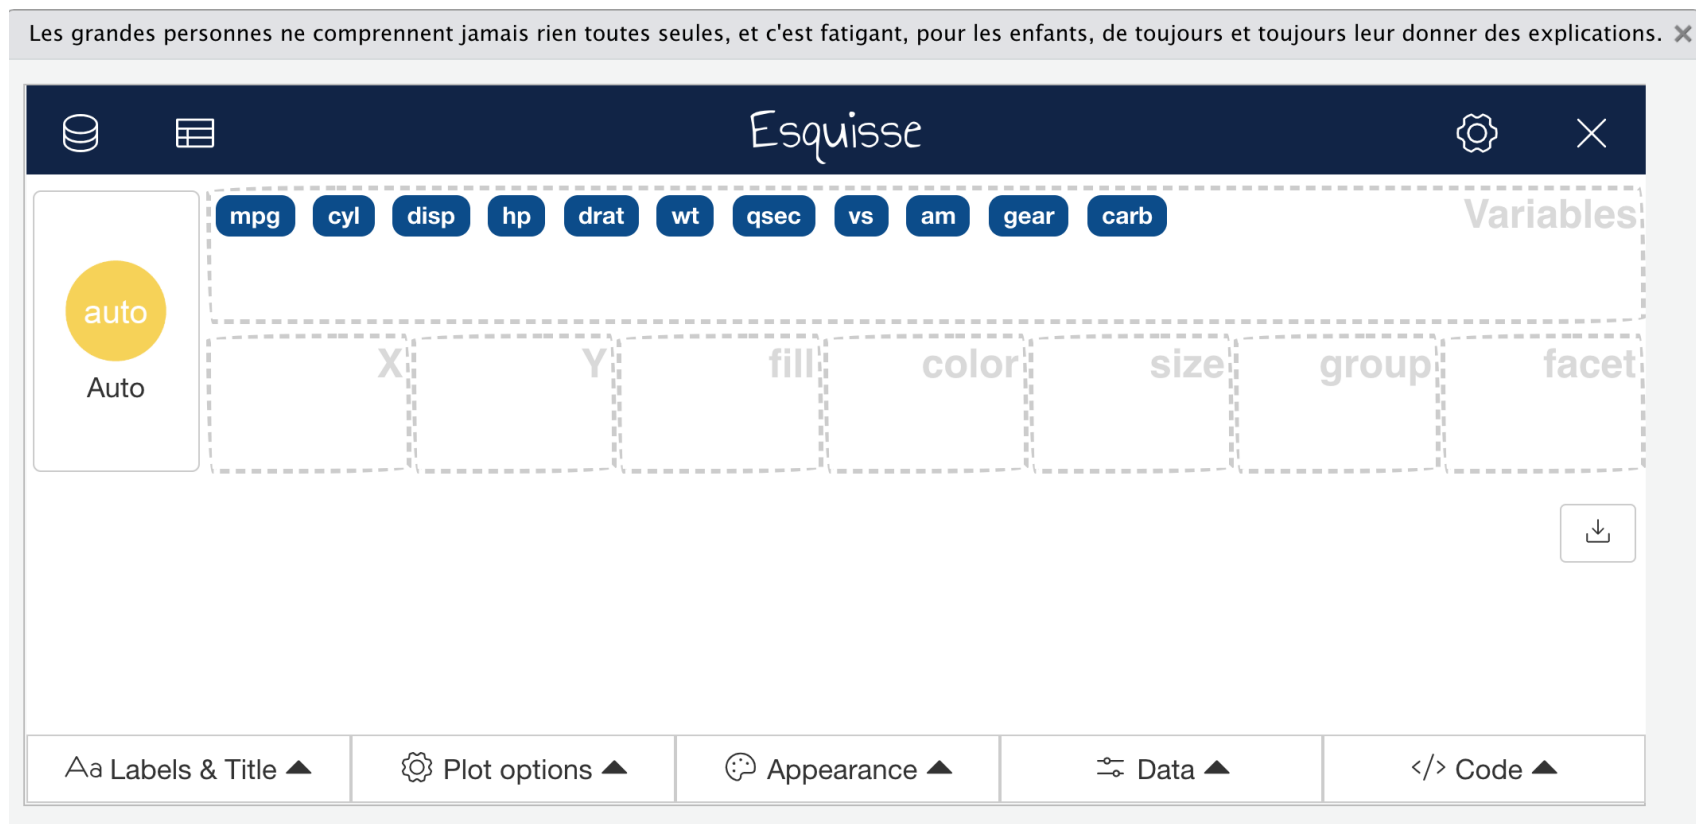 Les grandes personnes ne comprennent jamais rien toutes seules, et c'est fatigant, pour les enfants, de toujours et toujours leur donner des explications.
Esquisse
mpg cyl disp hp drat wt qsec vs am gear carb Variables
auto
Auto
X Y fill color size group facet
Aa Labels & Title Plot options Appearance Data </> Code